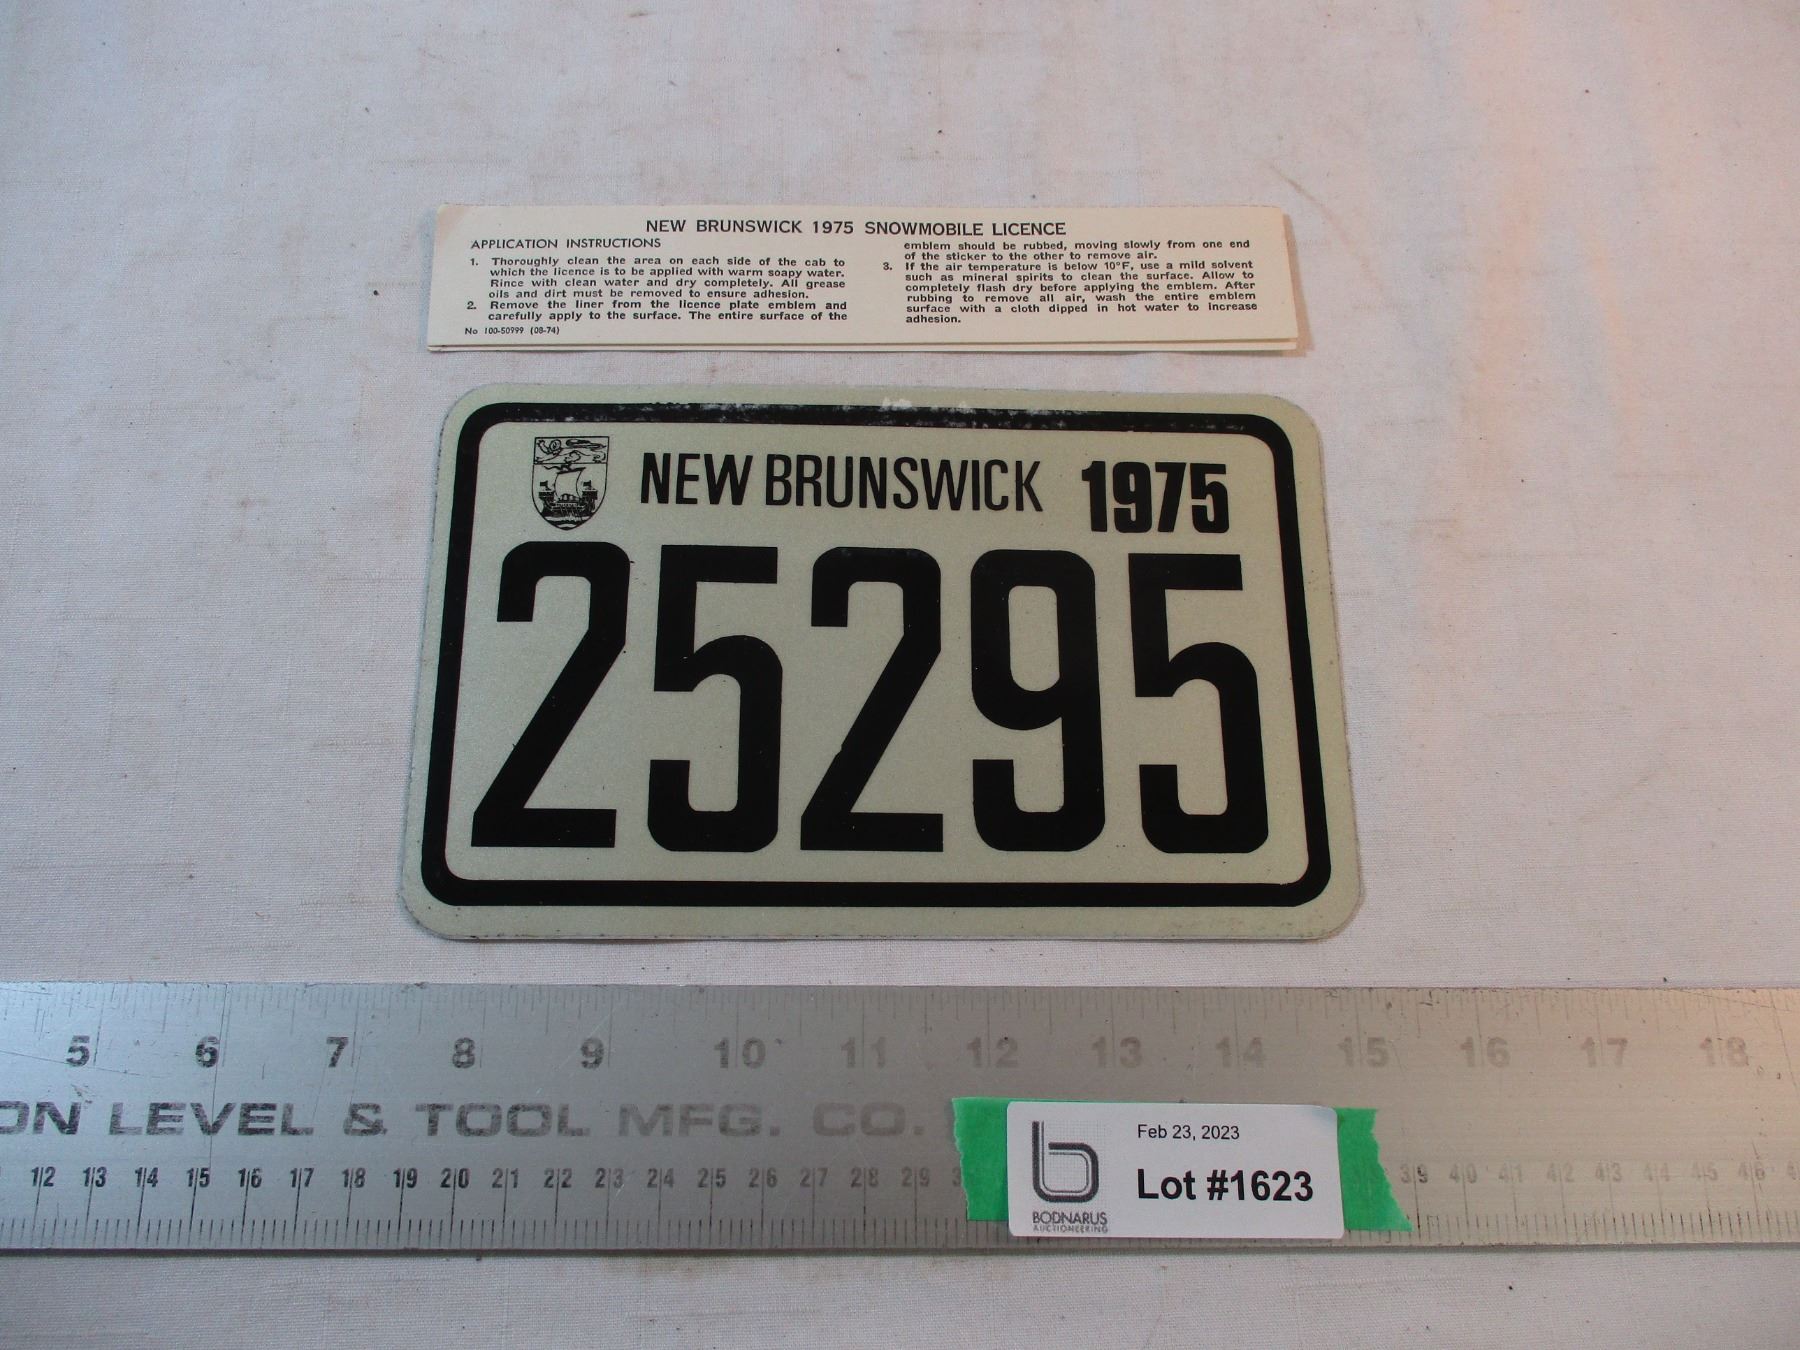 NEW BRUNSWICK 1975 SNOWMOBILE LICENCE
APPLICATION INSTRUCTIONS
1. Thoroughly clean the area on each side of the cab to
which the licence is to be applied with warm soapy water.
Rince with clean water and dry completely. All grease
oils and dirt must be removed to ensure adhesion.
2. Remove the liner from the licence plate emblem and
carefully apply to the surface. The entire surface of the
No 100-50999 (08-74)
emblem should be rubbed, moving slowly from one end
of the sticker to the other to remove air.
3. If the air temperature is below 10°F, use a mild solvent
such as mineral spirits to clean the surface. Allow to
completely flash dry before applying the emblem. After
rubbing to remove all air, wash the entire emblem
surface with a cloth dipped in hot water to increase
adhesion.
NEW BRUNSWICK 1975
25295
5 6 7 8 9 10 11 12 13 14 15 16 17 18
ON LEVEL & TOOL MFG. CO.
12 13 14 15 16 17 18 19 20 21 22 23 24 25 26 27 28 29 3 39 40 41 42 43 44 45 46
Feb 23, 2023
Lot #1623
BODNARUS
AUCTIONEERING